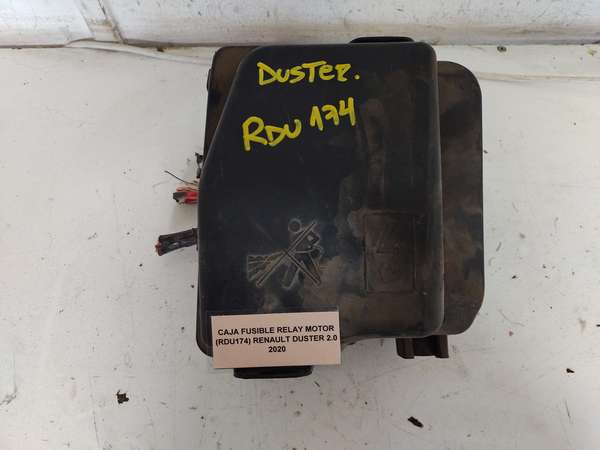 DUSTER.
RDU 174
CAJA FUSIBLE RELAY MOTOR
(RDU174) RENAULT DUSTER 2.0
2020